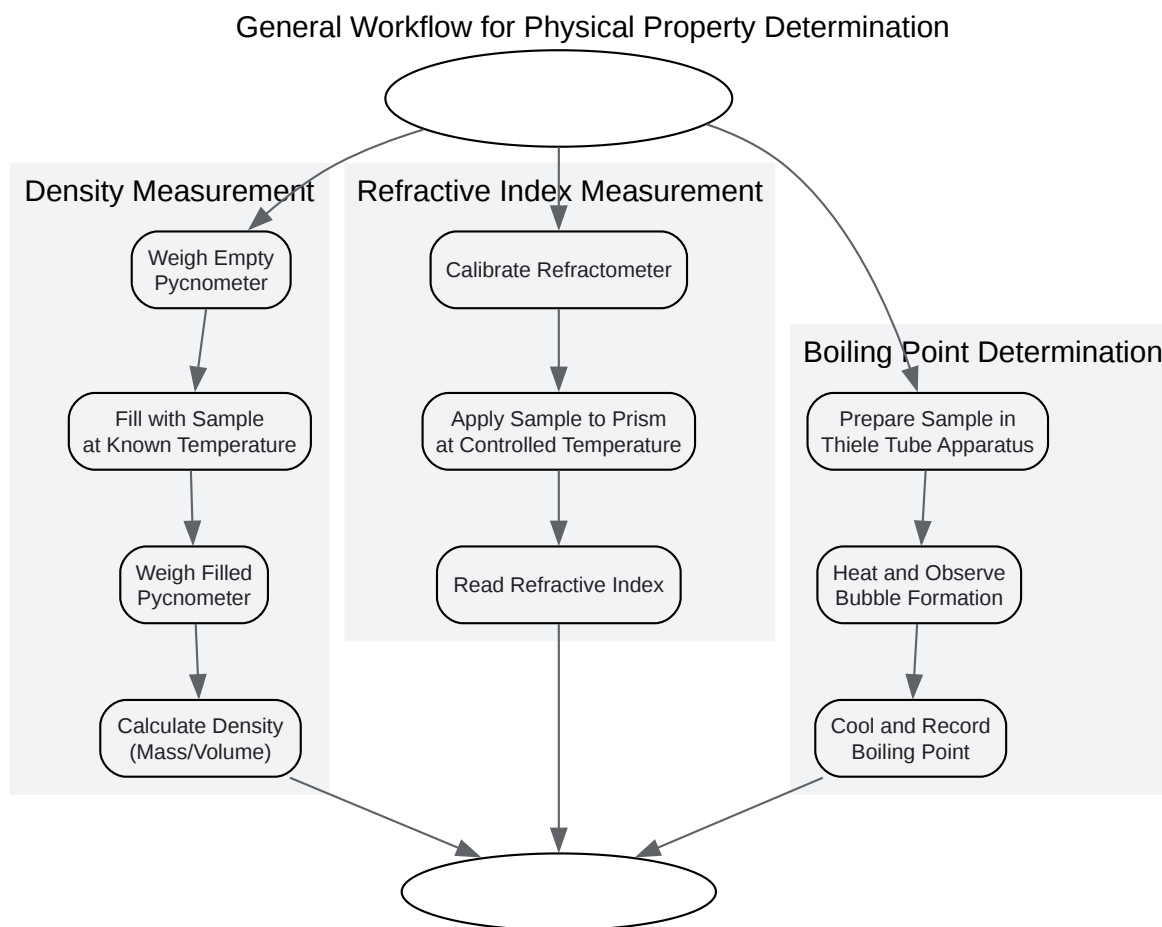 General Workflow for Physical Property Determination
Density Measurement
Weigh Empty
Pycnometer
Fill with Sample
at Known Temperature
Weigh Filled
Pycnometer
Calculate Density
(Mass/Volume)
Refractive Index Measurement
Calibrate Refractometer
Apply Sample to Prism
at Controlled Temperature
Read Refractive Index
Boiling Point Determination
Prepare Sample in
Thiele Tube Apparatus
Heat and Observe
Bubble Formation
Cool and Record
Boiling Point